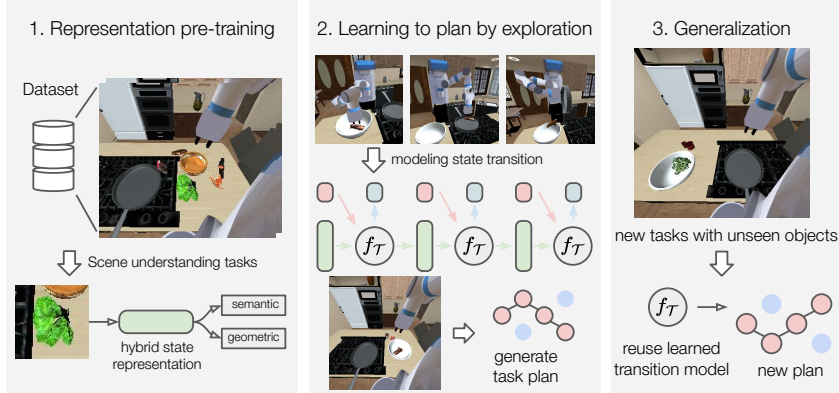 1. Representation pre-training
Dataset
Scene understanding tasks
semantic
geometric
hybrid state
representation
2. Learning to plan by exploration
modeling state transition
f𝒯
f𝒯
f𝒯
generate
task plan
3. Generalization
new tasks with unseen objects
f𝒯
reuse learned
transition model
new plan